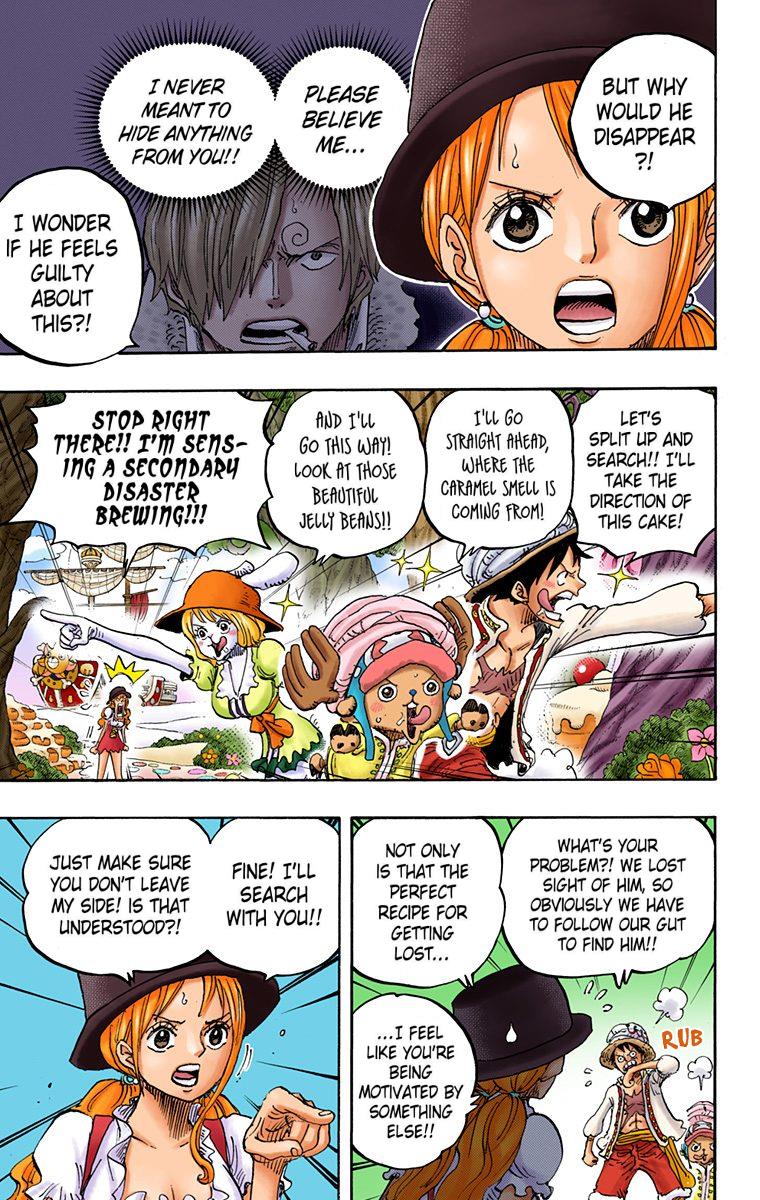 BUT WHY
WOULD HE
DISAPPEAR
?!
PLEASE
BELIEVE
ME...
I NEVER
MEANT TO
HIDE ANYTHING
FROM YOU!!
I WONDER
IF HE FEELS
GUILTY
ABOUT
THIS?!
LET'S
SPLIT UP AND
SEARCH!! I'LL
TAKE THE
DIRECTION OF
THIS CAKE!
I'LL GO
STRAIGHT AHEAD,
WHERE THE
CARAMEL SMELL IS
COMING FROM!
AND I'LL
GO THIS WAY!
LOOK AT THOSE
BEAUTIFUL
JELLY BEANS!!
STOP RIGHT
THERE!! I'M SENS-
ING A SECONDARY
DISASTER
BREWING!!!
WHAT'S YOUR
PROBLEM?! WE LOST
SIGHT OF HIM, SO
OBVIOUSLY WE HAVE
TO FOLLOW OUR GUT
TO FIND HIM!!
NOT ONLY
IS THAT THE
PERFECT
RECIPE FOR
GETTING
LOST...
...I FEEL
LIKE YOU'RE
BEING
MOTIVATED BY
SOMETHING
ELSE!!
RUB
FINE! I'LL
SEARCH
WITH YOU!!
JUST MAKE SURE
YOU DON'T LEAVE
MY SIDE! IS THAT
UNDERSTOOD?!